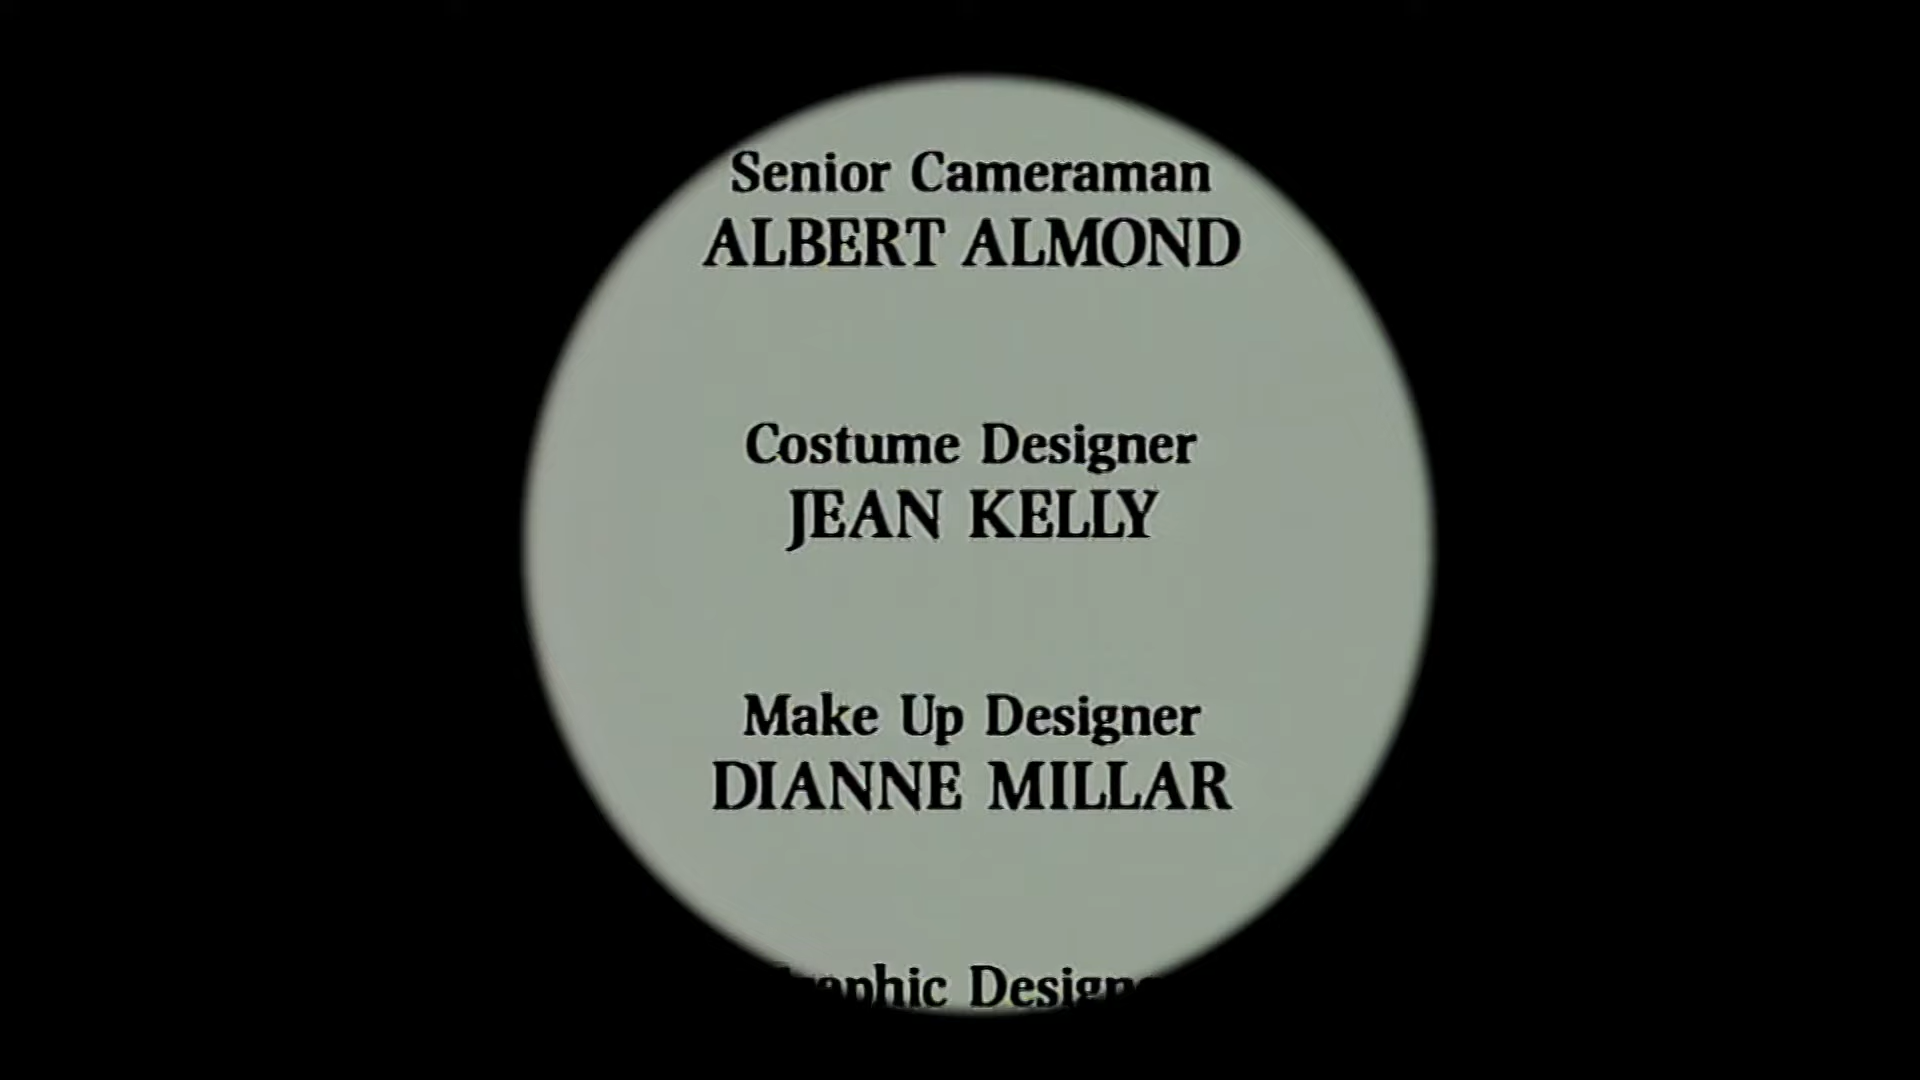 Senior Cameraman
ALBERT ALMOND
Costume Designer
JEAN KELLY
Make Up Designer
DIANNE MILLAR